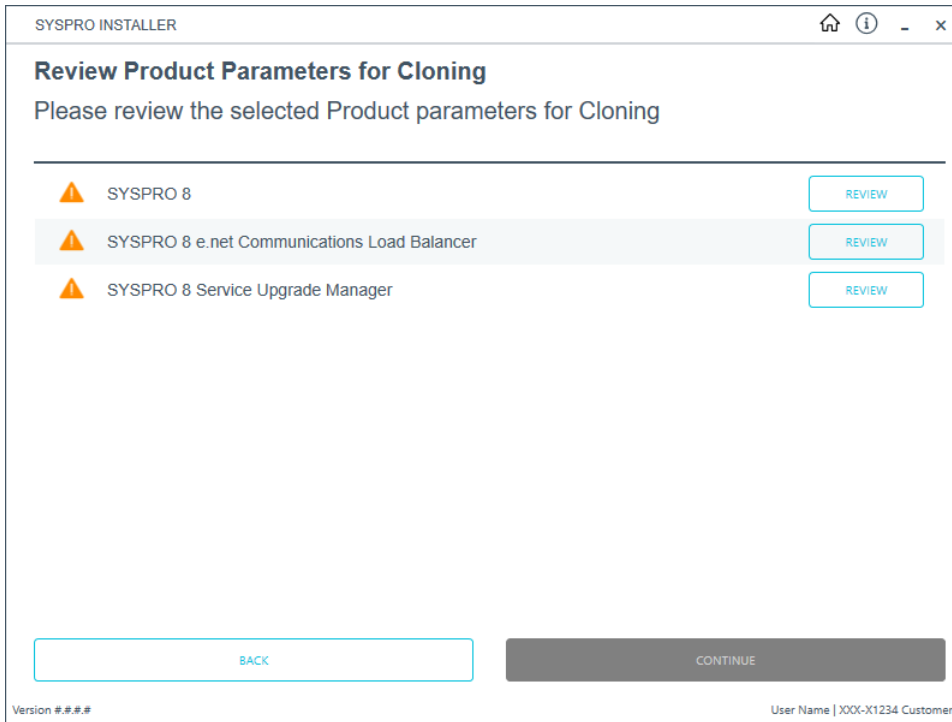 SYSPRO INSTALLER
Review Product Parameters for Cloning
Please review the selected Product parameters for Cloning
SYSPRO 8 REVIEW
SYSPRO 8 e.net Communications Load Balancer REVIEW
SYSPRO 8 Service Upgrade Manager REVIEW
BACK CONTINUE
Version #.#.#.# User Name | XXX-X1234 Customer